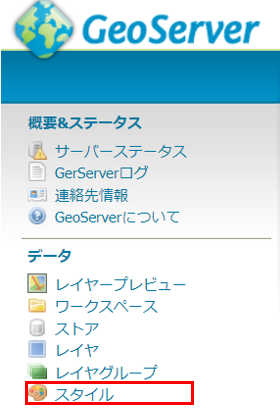 GeoServer
概要&ステータス
サーバーステータス
GerServerログ
連絡先情報
GeoServerについて
データ
レイヤープレビュー
ワークスペース
ストア
レイヤ
レイヤグループ
スタイル